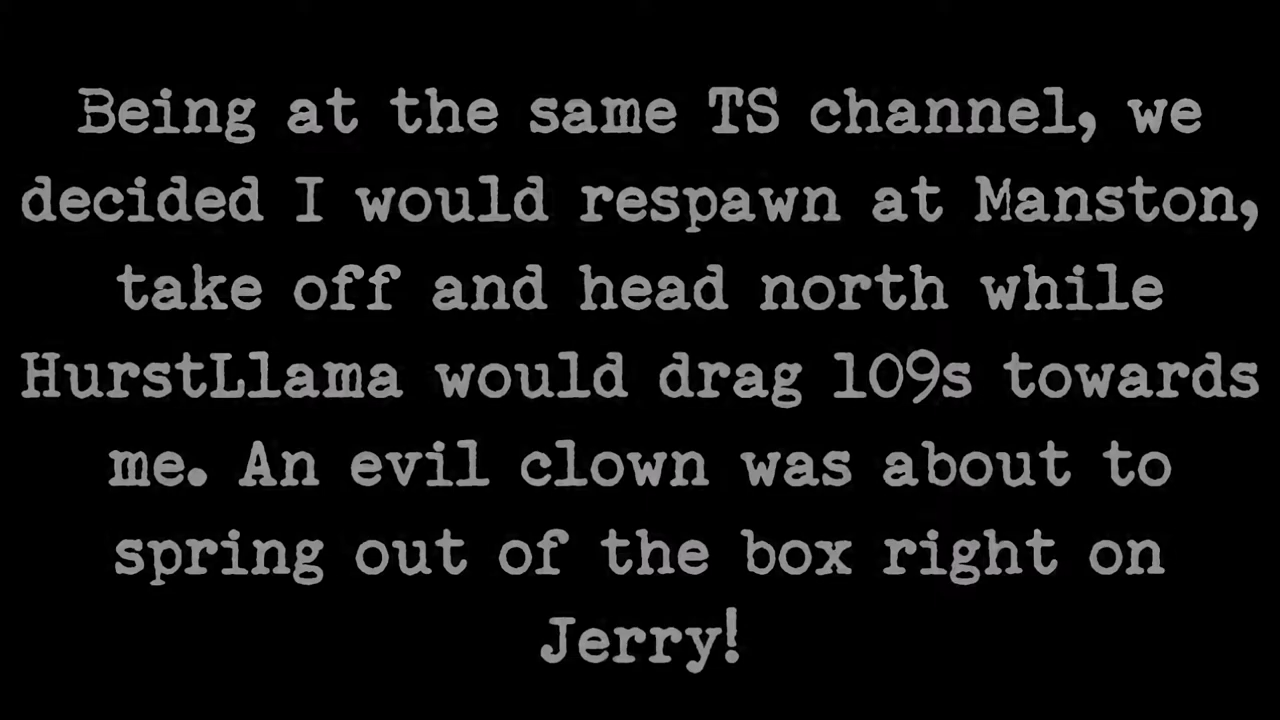 Being at the same TS channel, we
decided I would respawn at Manston,
take off and head north while
HurstLlama would drag 109s towards
me. An evil clown was about to
spring out of the box right on
Jerry!